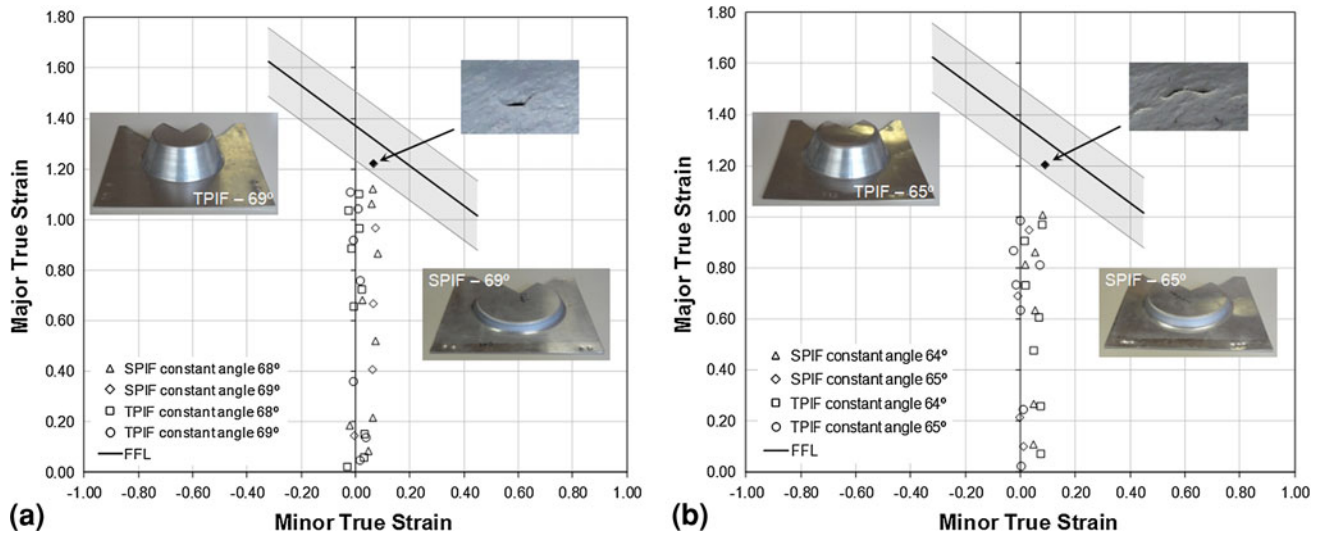 1.80
1.60
1.40
1.20
1.00
0.80
0.60
0.40
0.20
0.00
Major True Strain
TPIF – 69º
SPIF – 69º
△ SPIF constant angle 68º
◇ SPIF constant angle 69º
□ TPIF constant angle 68º
○ TPIF constant angle 69º
— FFL
-1.00 -0.80 -0.60 -0.40 -0.20 0.00 0.20 0.40 0.60 0.80 1.00
Minor True Strain
(a)
1.80
1.60
1.40
1.20
1.00
0.80
0.60
0.40
0.20
0.00
Major True Strain
TPIF – 65º
SPIF – 65º
△ SPIF constant angle 64º
◇ SPIF constant angle 65º
□ TPIF constant angle 64º
○ TPIF constant angle 65º
— FFL
-1.00 -0.80 -0.60 -0.40 -0.20 0.00 0.20 0.40 0.60 0.80 1.00
Minor True Strain
(b)